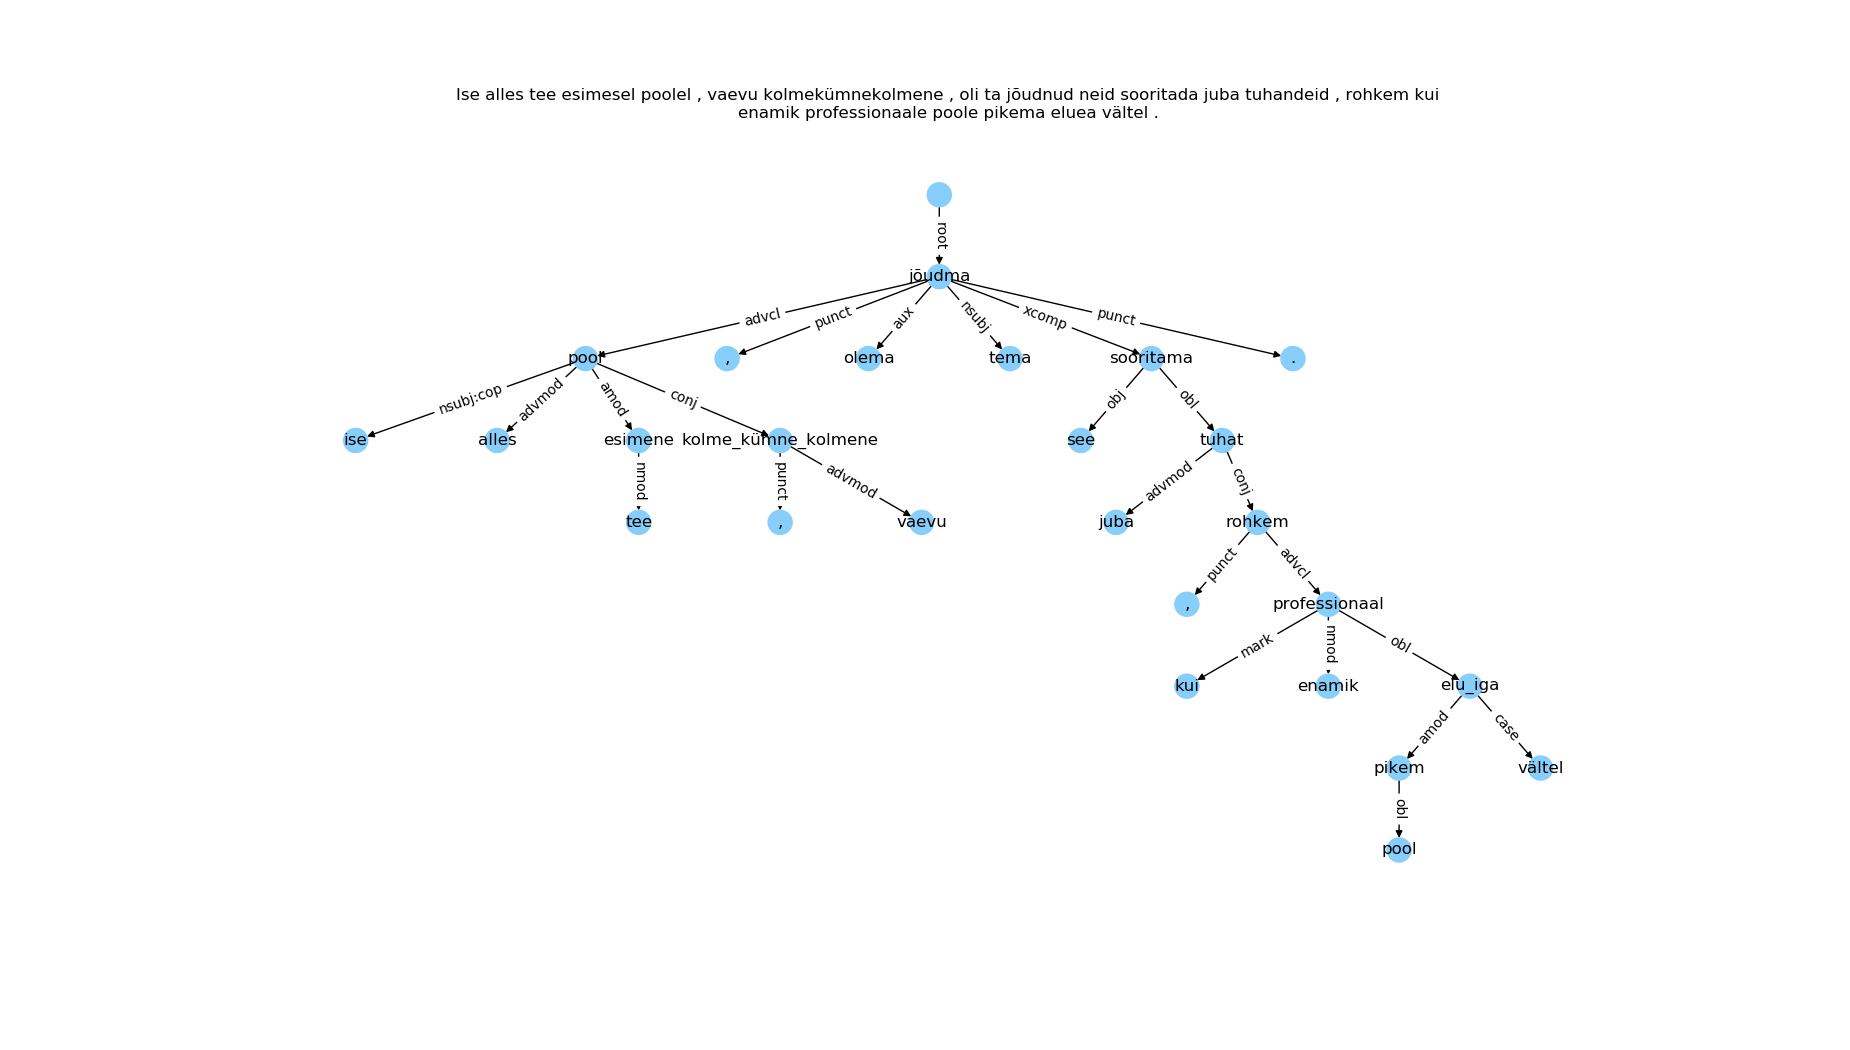 Ise alles tee esimesel poolel , vaevu kolmekümnekolmene , oli ta jõudnud neid sooritada juba tuhandeid , rohkem kui
enamik professionaale poole pikema eluea vältel .
root
jõudma
advcl punct aux nsubj xcomp punct
pool , olema tema sooritama .
nsubj:cop advmod amod conj obj obl
ise alles esimene kolme_kümne_kolmene see tuhat
nmod punct advmod advmod conj
tee , vaevu juba rohkem
punct advcl
, professionaal
mark nmod obl
kui enamik elu_iga
amod case
pikem vältel
obl
pool